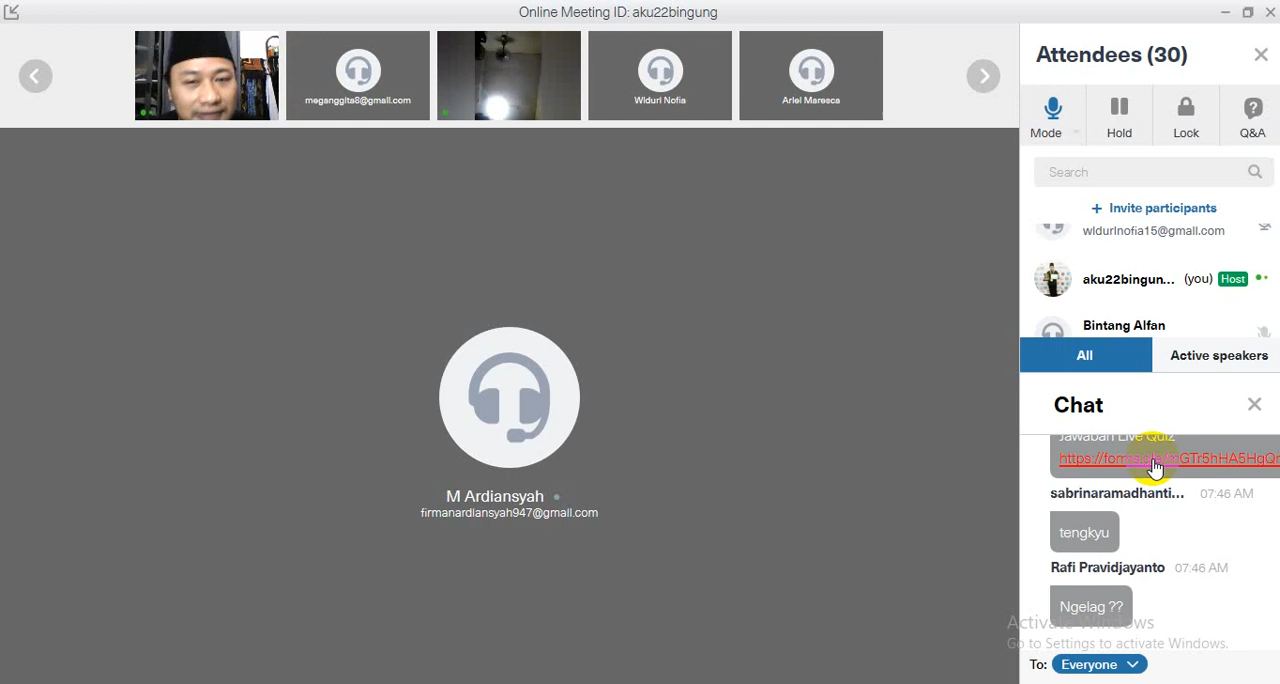 Online Meeting ID: aku22bingung
meganggita8@gmail.com
Widuri Nofia
Ariel Maresca
M Ardiansyah
firmanardiansyah947@gmail.com
Attendees (30)
Mode
Hold
Lock
Q&A
Search
+ Invite participants
widurinofia15@gmail.com
aku22bingun... (you) Host
Bintang Alfan
All
Active speakers
Chat
Jawaban Live Quiz
sabrinaramadhanti... 07:46 AM
tengkyu
Rafi Pravidjayanto 07:46 AM
Ngelag ??
Activate Windows
Go to Settings to activate Windows.
To: Everyone